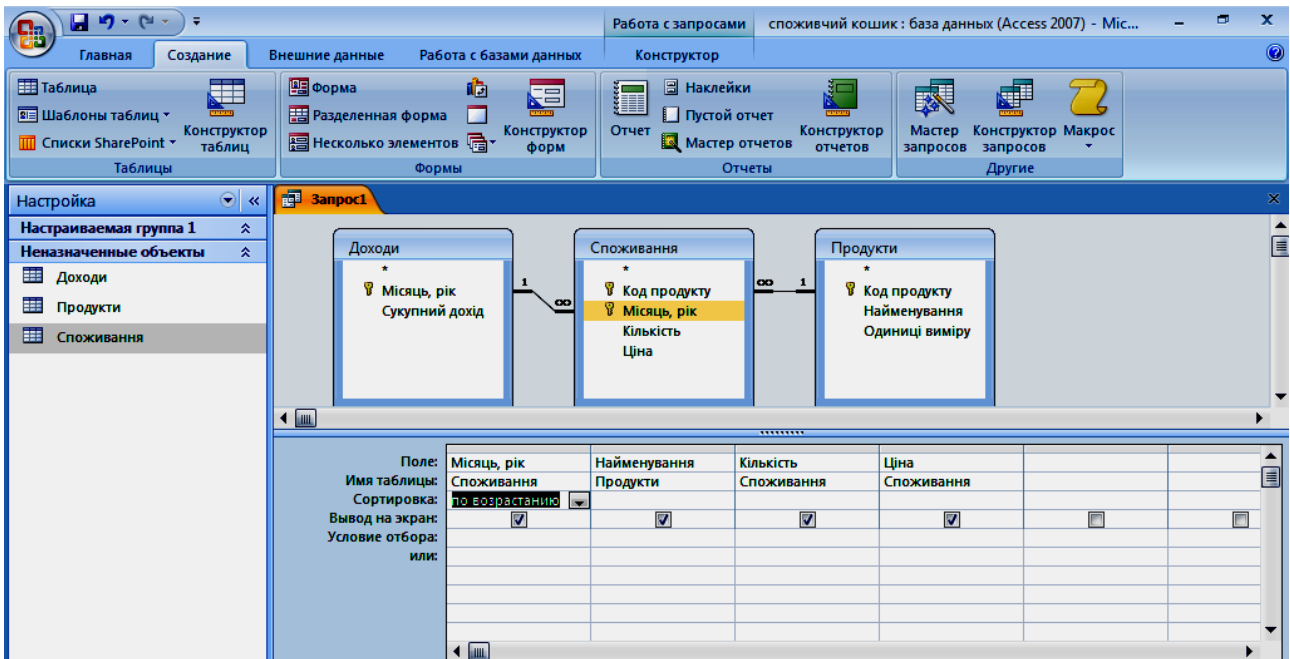 Работа с запросами споживчий кошик : база данных (Access 2007) - Mic...
Главная Создание Внешние данные Работа с базами данных Конструктор
Таблица
Шаблоны таблиц
Списки SharePoint
Конструктор
таблиц
Таблицы
Форма
Разделенная форма
Несколько элементов
Конструктор
форм
Формы
Отчет
Наклейки
Пустой отчет
Мастер отчетов
Конструктор
отчетов
Отчеты
Мастер
запросов
Конструктор
запросов
Макрос
Другие
Настройка
Настраиваемая группа 1
Неназначенные объекты
Доходи
Продукти
Споживання
Запрос1
Доходи
*
Місяць, рік
Сукупний дохід
1
∞
Споживання
*
Код продукту
Місяць, рік
Кількість
Ціна
∞
1
Продукти
*
Код продукту
Найменування
Одиниці виміру
Поле: Місяць, рік Найменування Кількість Ціна
Имя таблицы: Споживання Продукти Споживання Споживання
Сортировка: по возрастанию
Вывод на экран:
Условие отбора:
или: